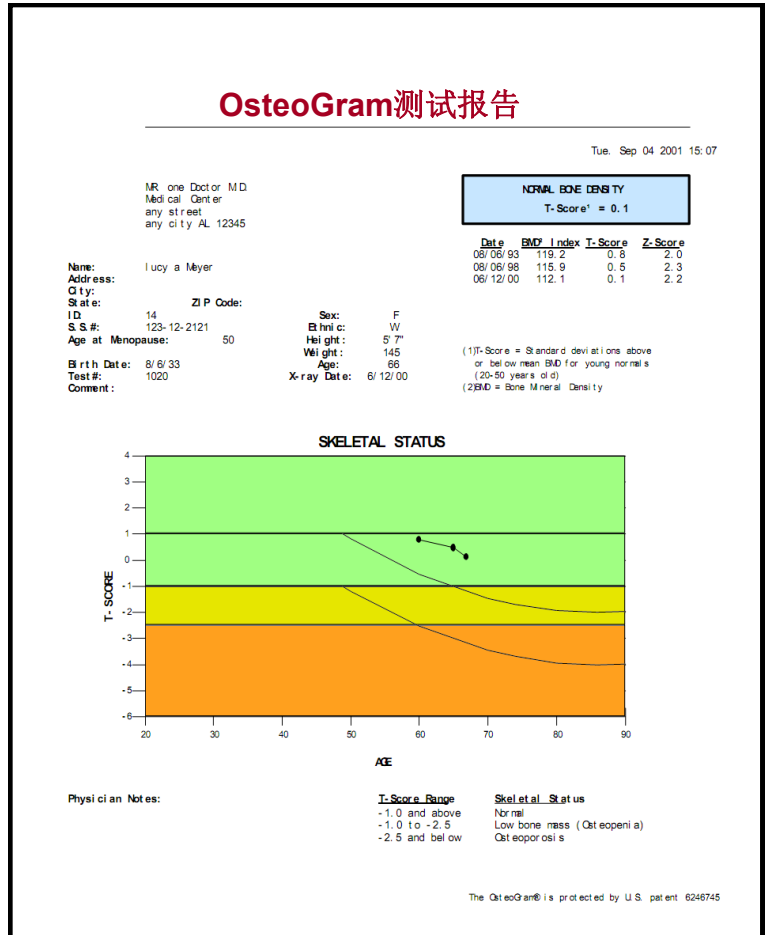 OsteoGram测试报告
Tue. Sep 04 2001 15:07
MR one Doctor M.D.
Medical Center
any street
any city AL 12345
NORMAL BONE DENSITY
T-Score¹ = 0.1
Date BMD² Index T-Score Z-Score
08/06/93 119.2 0.8 2.0
08/06/98 115.9 0.5 2.3
06/12/00 112.1 0.1 2.2
Name: lucy a Meyer
Address:
City:
State: ZIP Code:
ID: 14 Sex: F
S.S.#: 123-12-2121 Ethnic: W
Age at Menopause: 50 Height: 5'7"
Weight: 145
Birth Date: 8/6/33 Age: 66
Test#: 1020 X-ray Date: 6/12/00
Comment:
(1)T-Score = Standard deviations above
or below mean BMD for young normals
(20-50 years old)
(2)BMD = Bone Mineral Density
SKELETAL STATUS
T-SCORE
4
3
2
1
0
-1
-2
-3
-4
-5
-6
20 30 40 50 60 70 80 90
AGE
Physician Notes:
T-Score Range Skeletal Status
-1.0 and above Normal
-1.0 to -2.5 Low bone mass (Osteopenia)
-2.5 and below Osteoporosis
The OsteoGram® is protected by U.S. patent 6246745